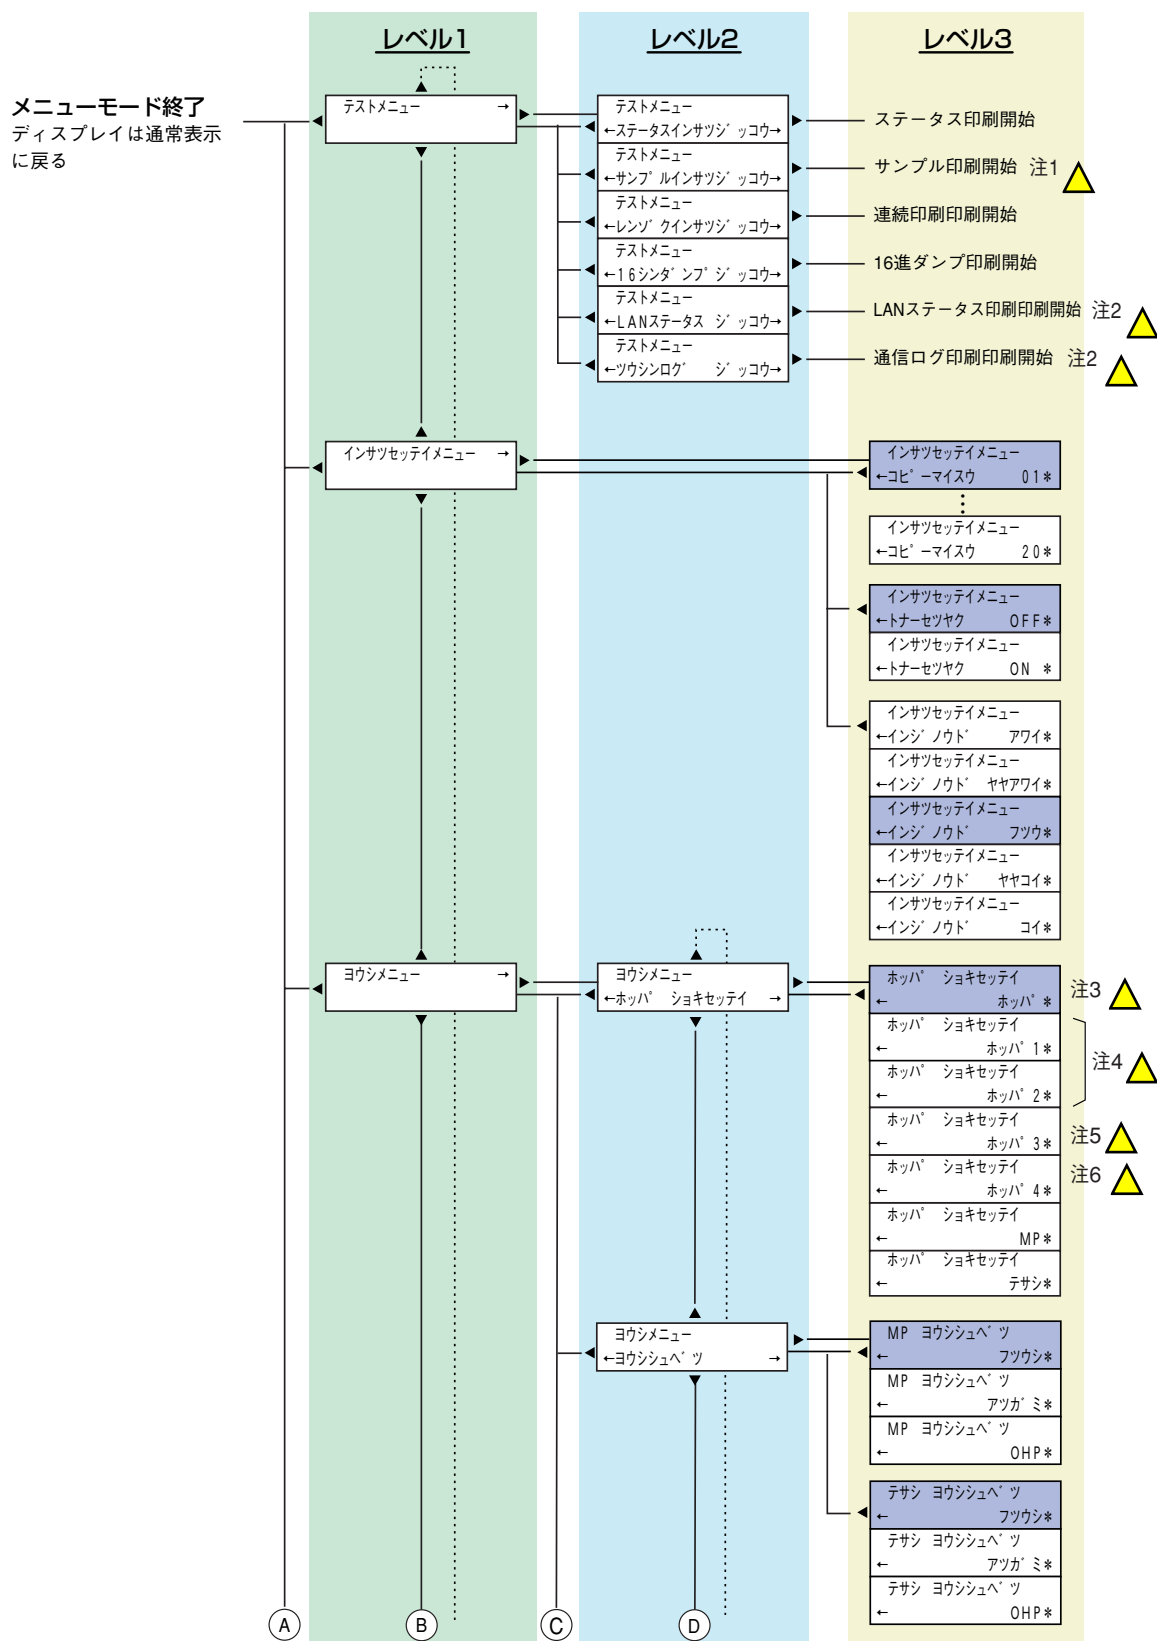 レベル1
レベル2
レベル3
メニューモード終了
ディスプレイは通常表示
に戻る
テストメニュー →
テストメニュー
←ステータスインサツジッコウ→
ステータス印刷開始
テストメニュー
←サンプルインサツジッコウ→
サンプル印刷開始 注1
テストメニュー
←レンゾクインサツジッコウ→
連続印刷印刷開始
テストメニュー
←16シンダンプジッコウ→
16進ダンプ印刷開始
テストメニュー
←LANステータス ジッコウ→
LANステータス印刷印刷開始 注2
テストメニュー
←ツウシンログ ジッコウ→
通信ログ印刷印刷開始 注2
インサツセッテイメニュー →
インサツセッテイメニュー
←コピーマイスウ 01*
インサツセッテイメニュー
←コピーマイスウ 20*
インサツセッテイメニュー
←トナーセツヤク OFF*
インサツセッテイメニュー
←トナーセツヤク ON *
インサツセッテイメニュー
←インジノウド アワイ*
インサツセッテイメニュー
←インジノウド ヤヤアワイ*
インサツセッテイメニュー
←インジノウド フツウ*
インサツセッテイメニュー
←インジノウド ヤヤコイ*
インサツセッテイメニュー
←インジノウド コイ*
ヨウシメニュー →
ヨウシメニュー
←ホッパ ショキセッテイ →
ホッパ ショキセッテイ
← ホッパ*
注3
ホッパ ショキセッテイ
← ホッパ1*
ホッパ ショキセッテイ
← ホッパ2*
注4
ホッパ ショキセッテイ
← ホッパ3*
注5
ホッパ ショキセッテイ
← ホッパ4*
注6
ホッパ ショキセッテイ
← MP*
ホッパ ショキセッテイ
← テサシ*
ヨウシメニュー
←ヨウシシュベツ →
MP ヨウシシュベツ
← フツウシ*
MP ヨウシシュベツ
← アツガミ*
MP ヨウシシュベツ
← OHP*
テサシ ヨウシシュベツ
← フツウシ*
テサシ ヨウシシュベツ
← アツガミ*
テサシ ヨウシシュベツ
← OHP*
A
B
C
D